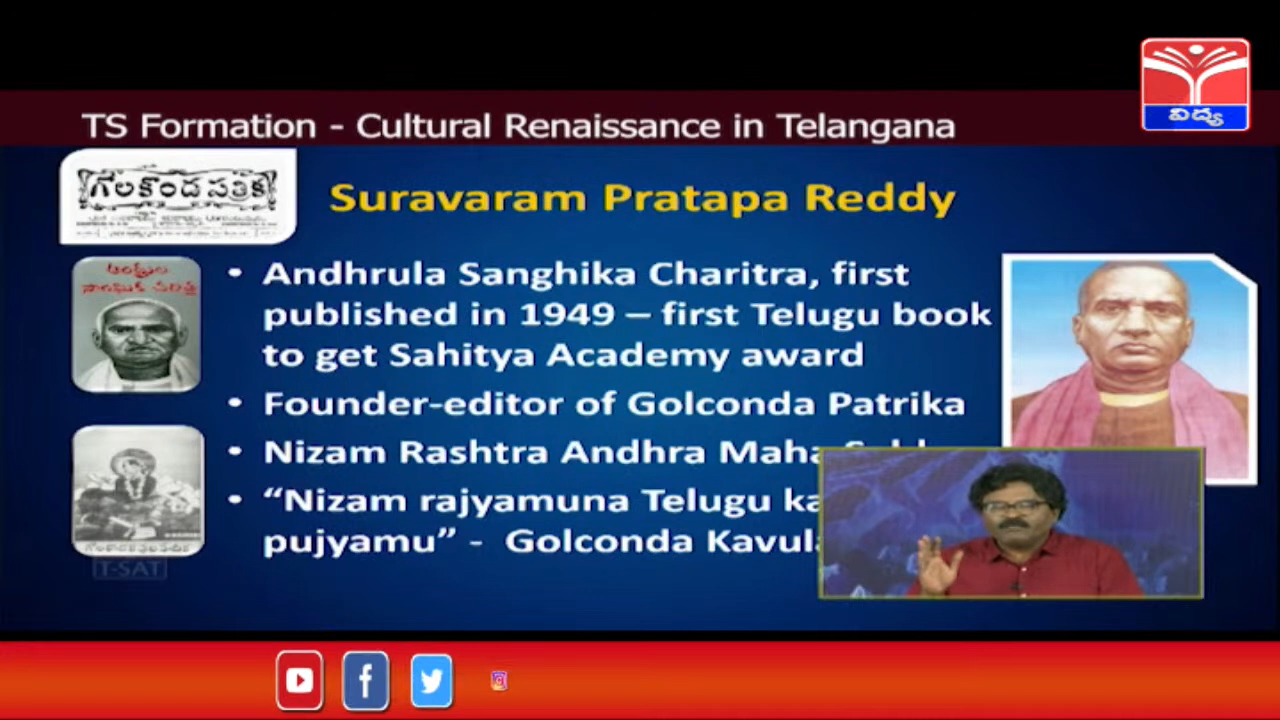 విద్య
TS Formation - Cultural Renaissance in Telangana
గోలకొండ పత్రిక
Suravaram Pratapa Reddy
ఆంధ్రుల
సాంఘిక చరిత్ర
• Andhrula Sanghika Charitra, first
published in 1949 – first Telugu book
to get Sahitya Academy award
• Founder-editor of Golconda Patrika
• Nizam Rashtra Andhra Maha
• “Nizam rajyamuna Telugu
pujyamu” - Golconda
T-SAT